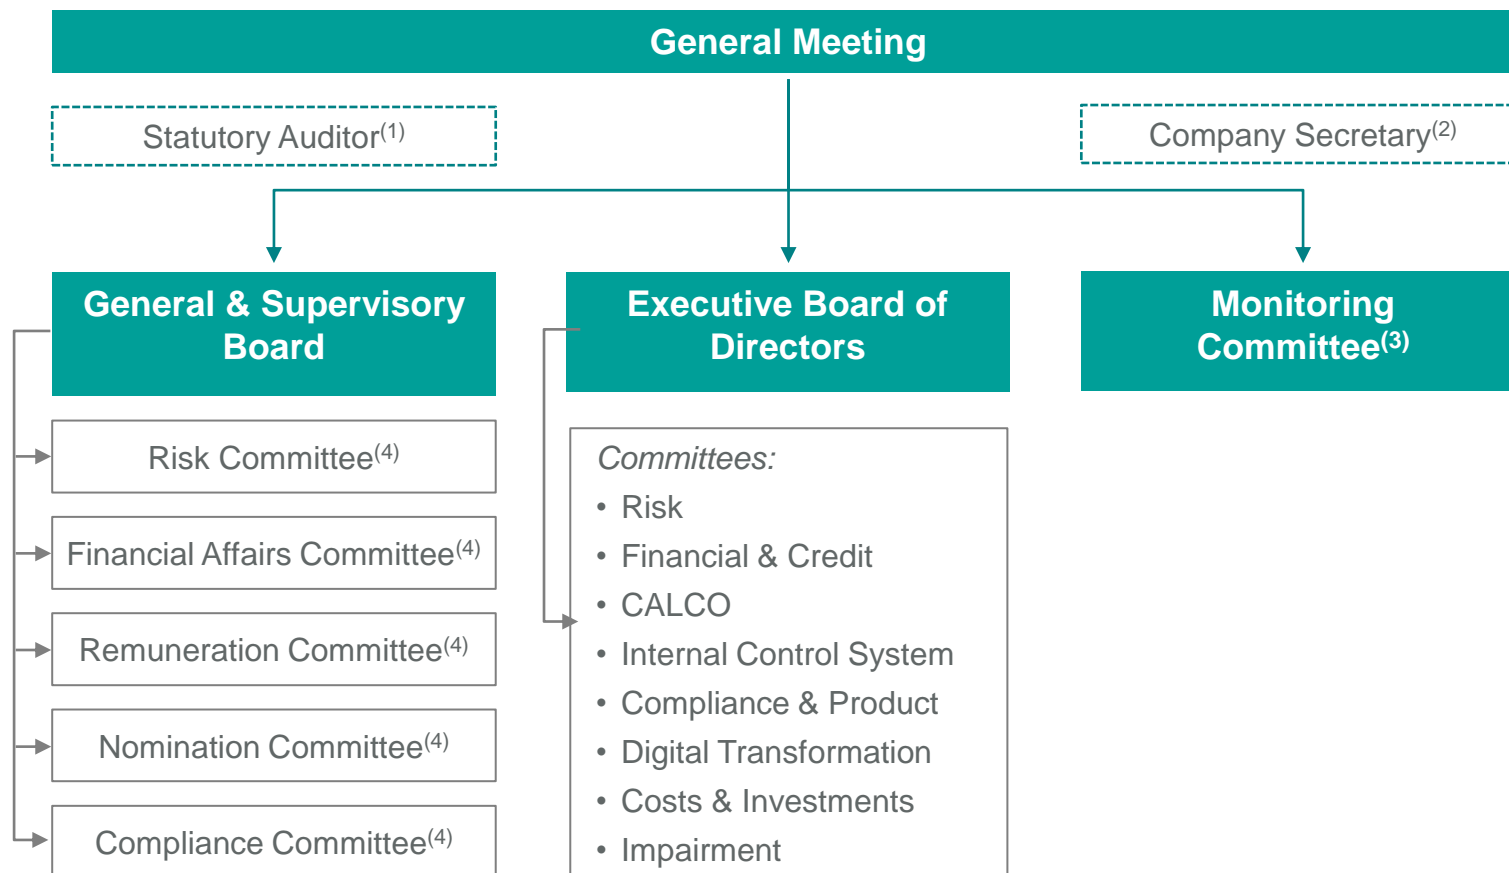 General Meeting
Statutory Auditor(1)
Company Secretary(2)
General & Supervisory
Board
Executive Board of
Directors
Monitoring
Committee(3)
Risk Committee(4)
Financial Affairs Committee(4)
Remuneration Committee(4)
Nomination Committee(4)
Compliance Committee(4)
Committees:
• Risk
• Financial & Credit
• CALCO
• Internal Control System
• Compliance & Product
• Digital Transformation
• Costs & Investments
• Impairment